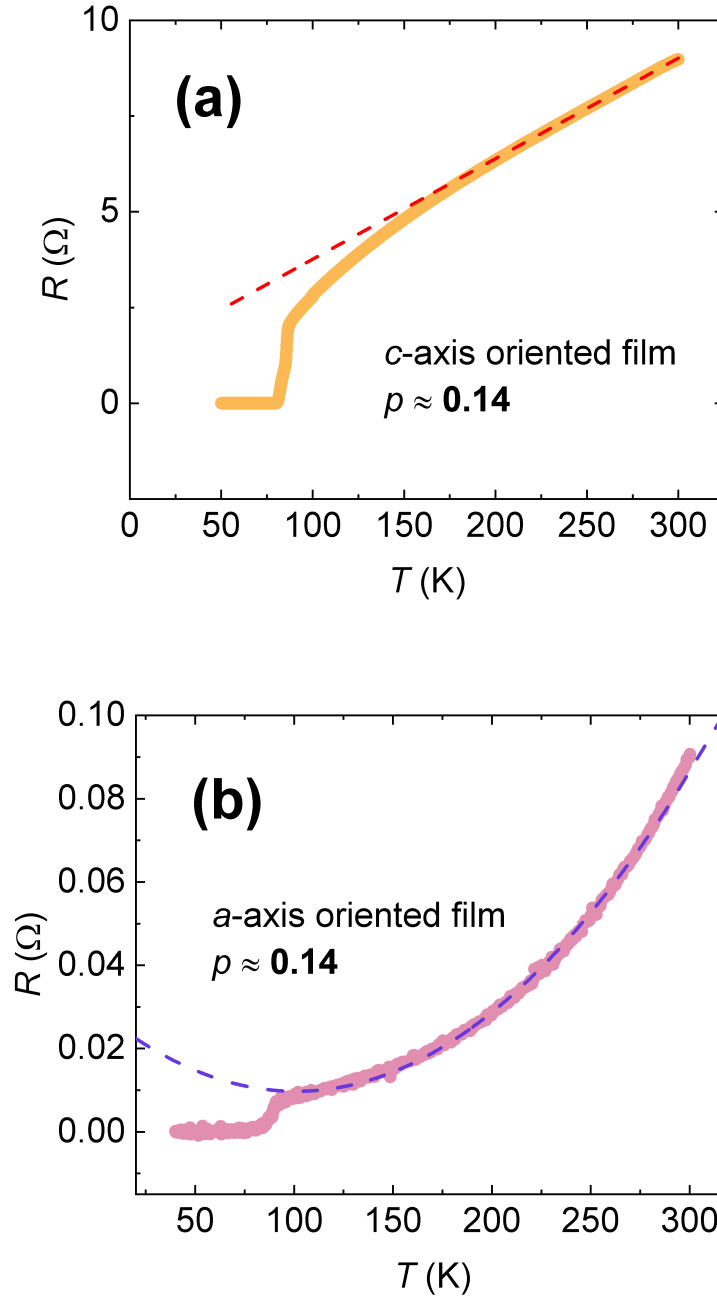 10
(a)
5
R (Ω)
c-axis oriented film
p ≈ 0.14
0
0 50 100 150 200 250 300
T (K)
0.10
(b)
0.08
0.06
a-axis oriented film
R (Ω)
p ≈ 0.14
0.04
0.02
0.00
50 100 150 200 250 300
T (K)